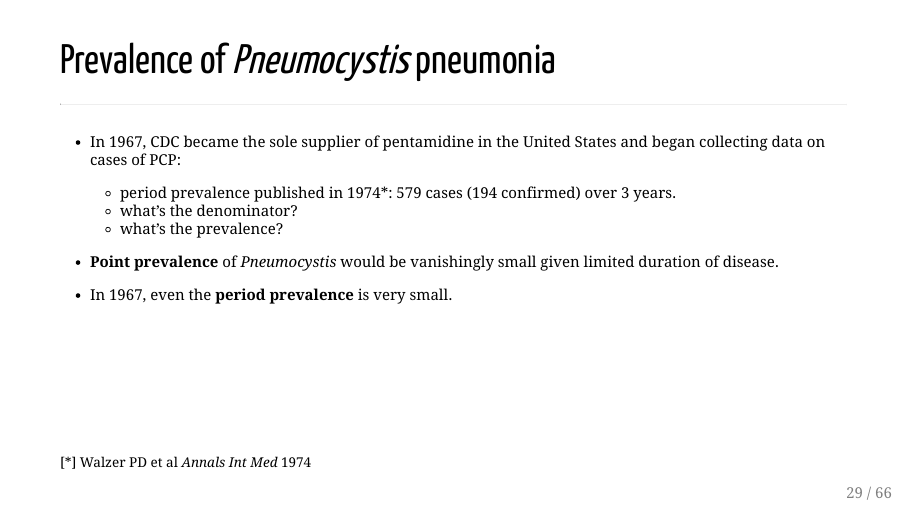 Prevalence of Pneumocystis pneumonia
• In 1967, CDC became the sole supplier of pentamidine in the United States and began collecting data on
cases of PCP:
◦ period prevalence published in 1974*: 579 cases (194 confirmed) over 3 years.
◦ what’s the denominator?
◦ what’s the prevalence?
• Point prevalence of Pneumocystis would be vanishingly small given limited duration of disease.
• In 1967, even the period prevalence is very small.
[*] Walzer PD et al Annals Int Med 1974
29 / 66